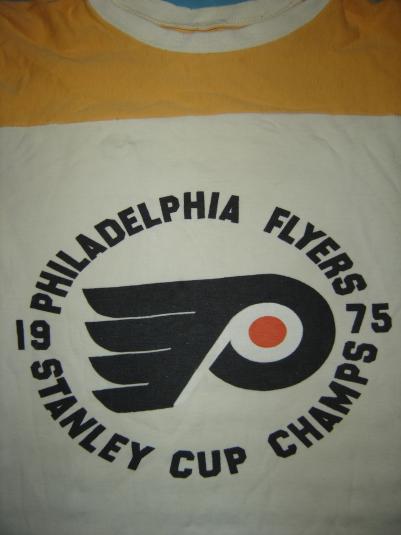 PHILADELPHIA FLYERS
19 75
STANLEY CUP CHAMPS